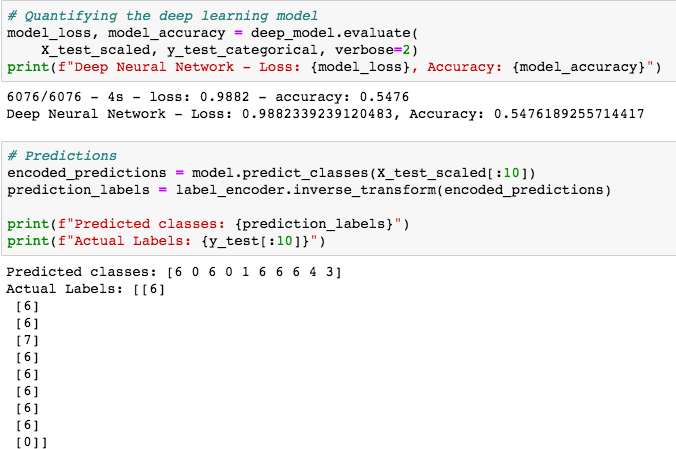 # Quantifying the deep learning model
model_loss, model_accuracy = deep_model.evaluate(
    X_test_scaled, y_test_categorical, verbose=2)
print(f"Deep Neural Network - Loss: {model_loss}, Accuracy: {model_accuracy}")
6076/6076 - 4s - loss: 0.9882 - accuracy: 0.5476
Deep Neural Network - Loss: 0.9882339239120483, Accuracy: 0.5476189255714417
# Predictions
encoded_predictions = model.predict_classes(X_test_scaled[:10])
prediction_labels = label_encoder.inverse_transform(encoded_predictions)
print(f"Predicted classes: {prediction_labels}")
print(f"Actual Labels: {y_test[:10]}")
Predicted classes: [6 0 6 0 1 6 6 6 4 3]
Actual Labels: [[6]
 [6]
 [6]
 [7]
 [6]
 [6]
 [6]
 [6]
 [6]
 [0]]